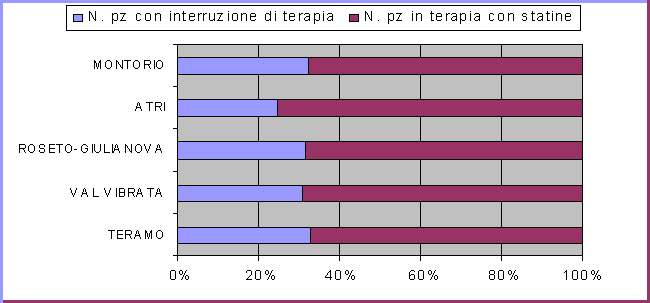 N. pz con interruzione di terapia N. pz in terapia con statine
MONTORIO
ATRI
ROSETO-GIULIANOVA
VAL VIBRATA
TERAMO
0% 20% 40% 60% 80% 100%